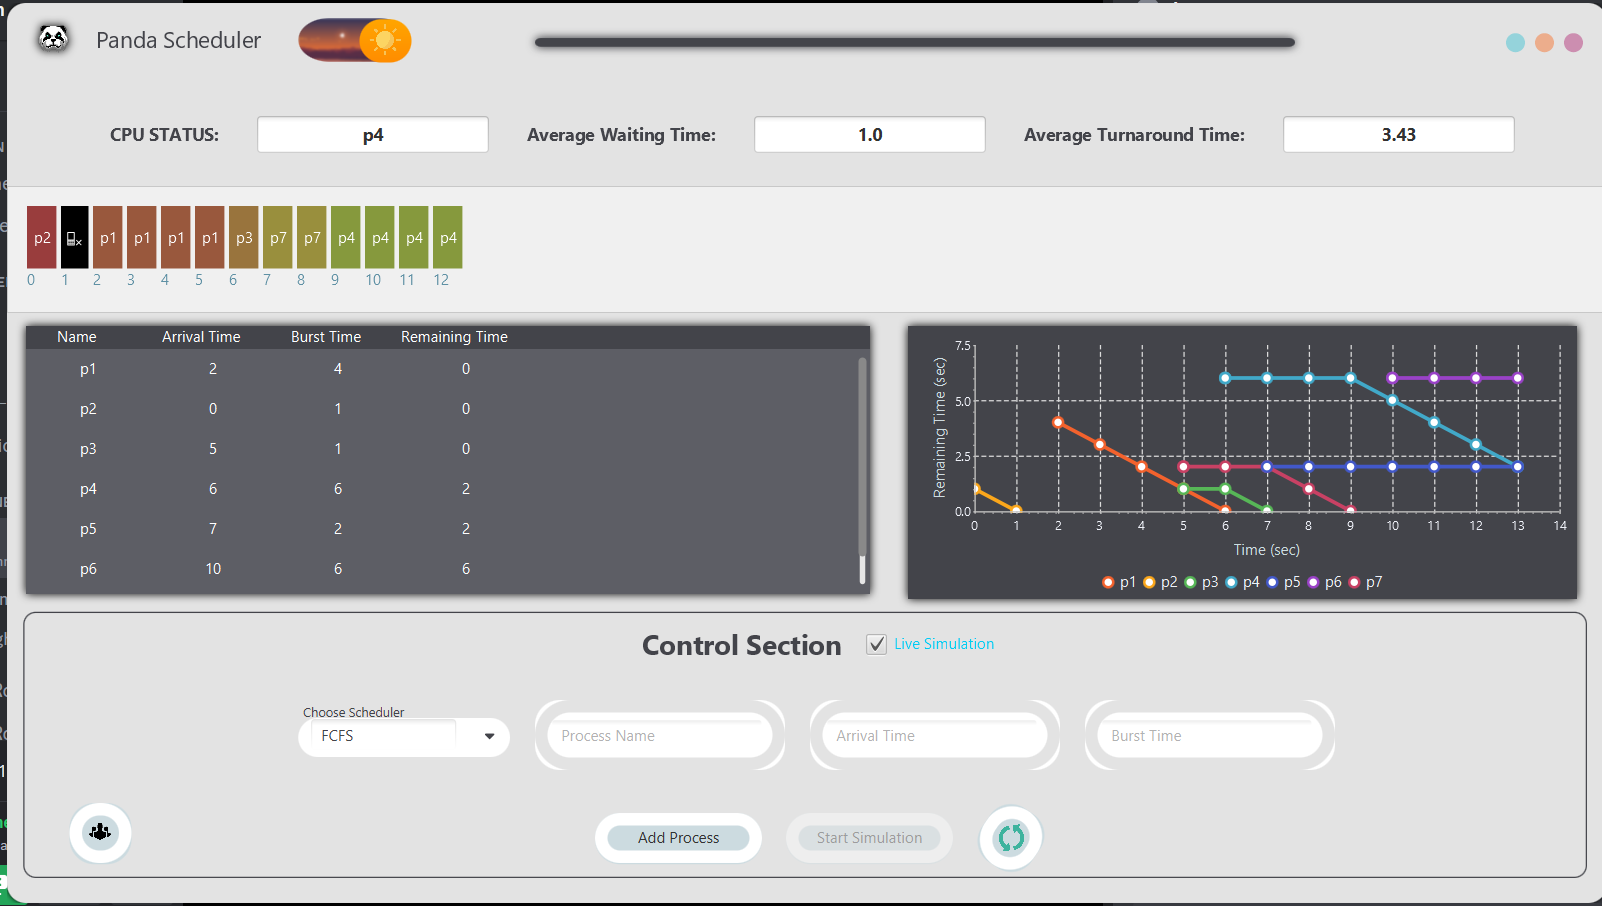 Panda Scheduler
CPU STATUS: p4 Average Waiting Time: 1.0 Average Turnaround Time: 3.43
p2 p1 p1 p1 p1 p3 p7 p7 p4 p4 p4 p4
0 1 2 3 4 5 6 7 8 9 10 11 12
Name Arrival Time Burst Time Remaining Time
p1 2 4 0
p2 0 1 0
p3 5 1 0
p4 6 6 2
p5 7 2 2
p6 10 6 6
Remaining Time (sec)
7.5
5.0
2.5
0.0
0 1 2 3 4 5 6 7 8 9 10 11 12 13 14
Time (sec)
p1 p2 p3 p4 p5 p6 p7
Control Section Live Simulation
Choose Scheduler
FCFS Process Name Arrival Time Burst Time
Add Process Start Simulation